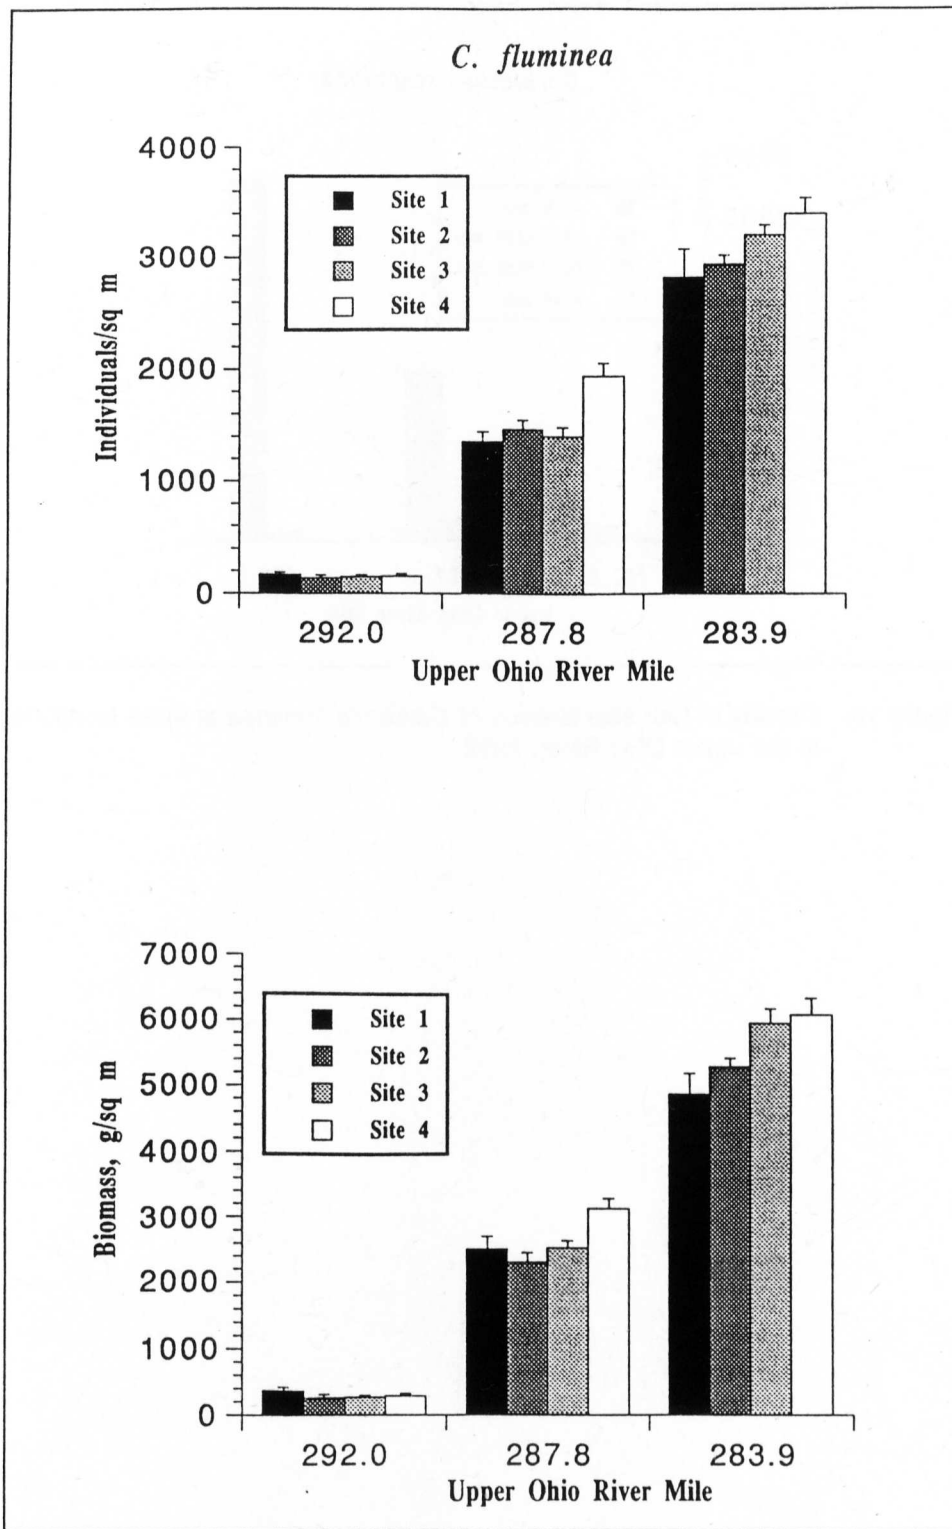 C. fluminea
4000
3000
2000
1000
0
Individuals/sq m
Site 1
Site 2
Site 3
Site 4
292.0 287.8 283.9
Upper Ohio River Mile
7000
6000
5000
4000
3000
2000
1000
0
Biomass, g/sq m
Site 1
Site 2
Site 3
Site 4
292.0 287.8 283.9
Upper Ohio River Mile